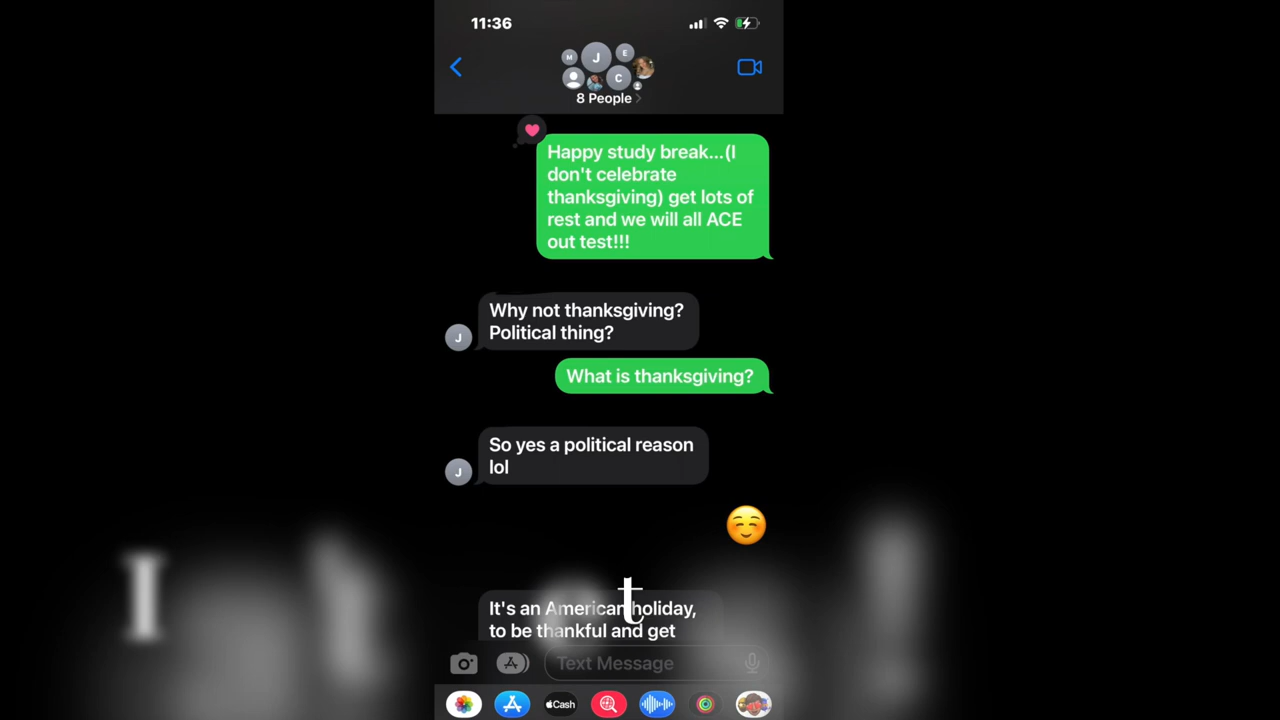 11:36
M
J
E
C
8 People
Happy study break...(I
don't celebrate
thanksgiving) get lots of
rest and we will all ACE
out test!!!
Why not thanksgiving?
Political thing?
J
What is thanksgiving?
So yes a political reason
lol
J
It's an American holiday,
to be thankful and get
t
Text Message
Cash